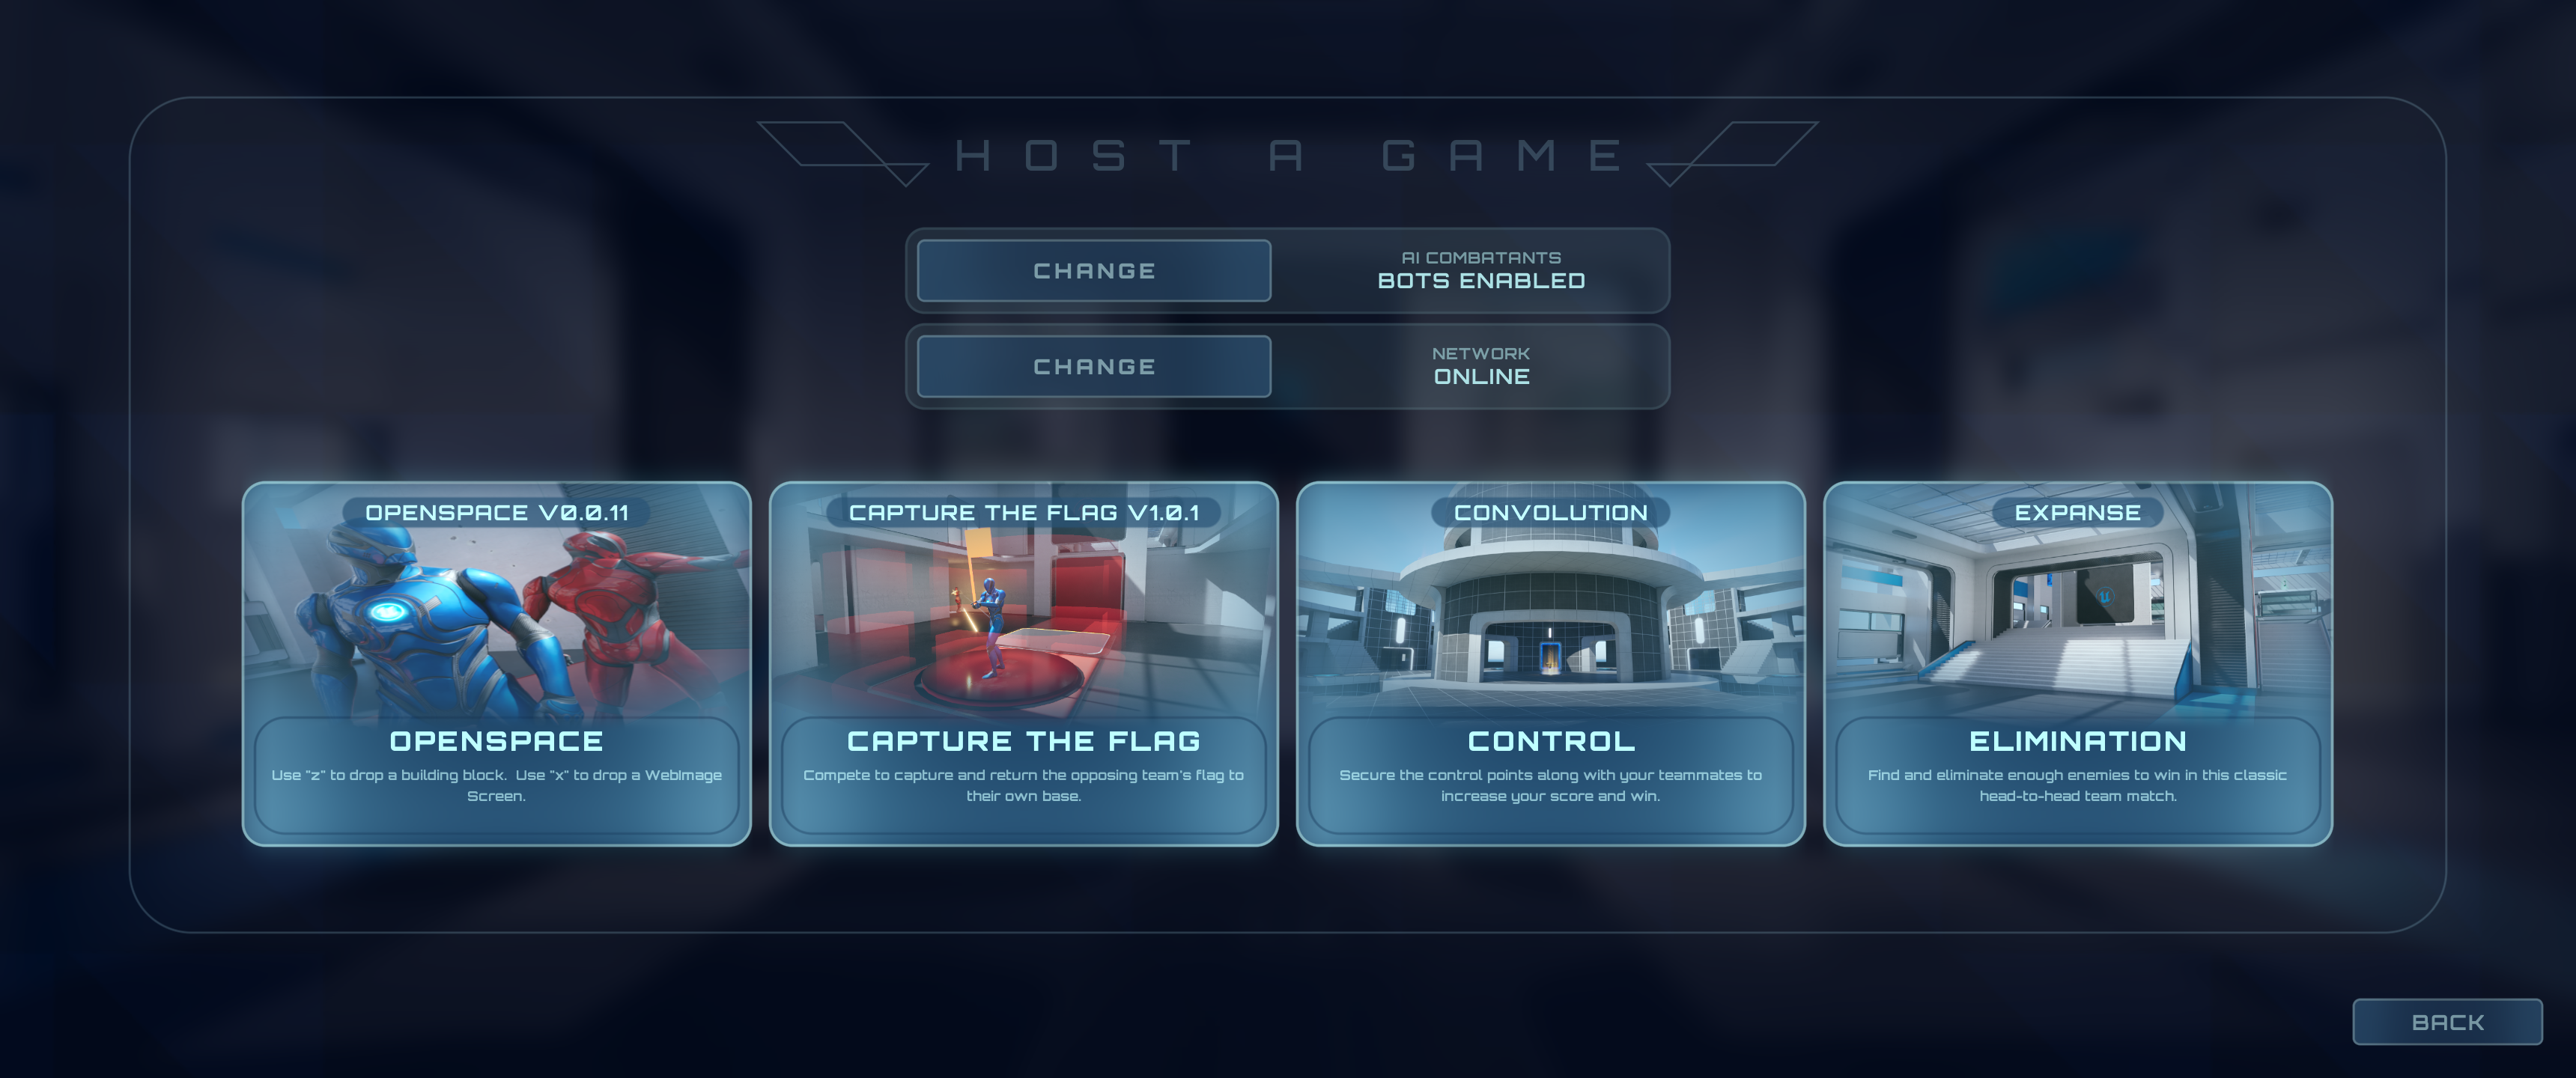 HOST A GAME
CHANGE
AI COMBATANTS
BOTS ENABLED
CHANGE
NETWORK
ONLINE
OPENSPACE V0.0.11
OPENSPACE
Use "z" to drop a building block.  Use "x" to drop a WebImage
Screen.
CAPTURE THE FLAG V1.0.1
CAPTURE THE FLAG
Compete to capture and return the opposing team's flag to
their own base.
CONVOLUTION
CONTROL
Secure the control points along with your teammates to
increase your score and win.
EXPANSE
ELIMINATION
Find and eliminate enough enemies to win in this classic
head-to-head team match.
BACK